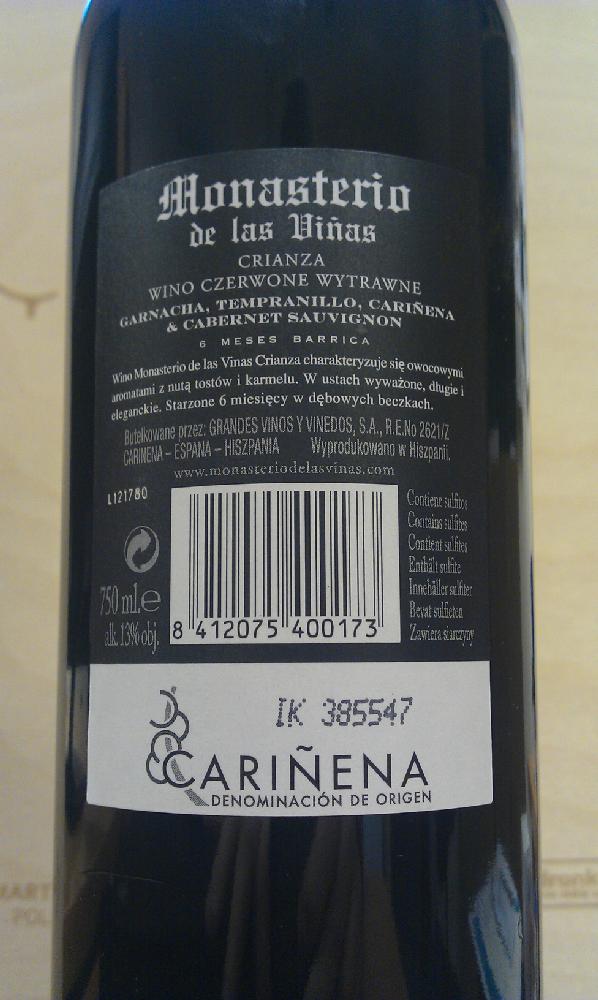 Monasterio
de las Viñas
CRIANZA
WINO CZERWONE WYTRAWNE
GARNACHA, TEMPRANILLO, CARIÑENA
& CABERNET SAUVIGNON
6 MESES BARRICA
Wino Monasterio de las Vinas Crianza charakteryzuje się owocowymi
aromatami z nutą tostów i karmelu. W ustach wyważone, długie i
eleganckie. Starzone 6 miesięcy w dębowych beczkach.
Butelkowane przez: GRANDES VINOS Y VINEDOS, S.A., R.E.No 2621/Z
CARINENA – ESPANA – HISZPANIA Wyprodukowano w Hiszpanii.
www.monasteriodelasvinas.com
L121780
750 ml.e
alk. 13% obj.
8 412075 400173
Contiene sulfitos
Contains sulfites
Contient sulfites
Enthält sulfite
Innehåller sulfiter
Bevat sulfieten
Zawiera siarczyny
IK 385547
CARIÑENA
DENOMINACIÓN DE ORIGEN